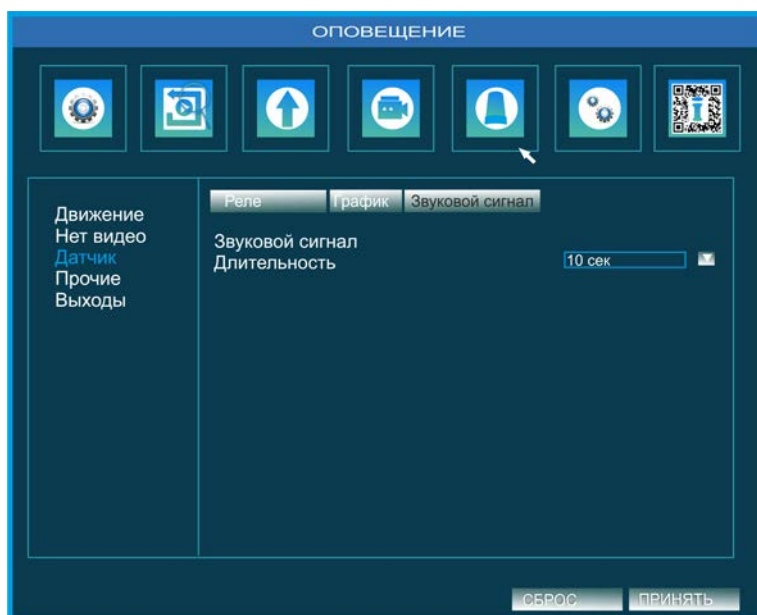 ОПОВЕЩЕНИЕ
Движение
Нет видео
Датчик
Прочие
Выходы
Реле График Звуковой сигнал
Звуковой сигнал
Длительность 10 сек
СБРОС ПРИНЯТЬ